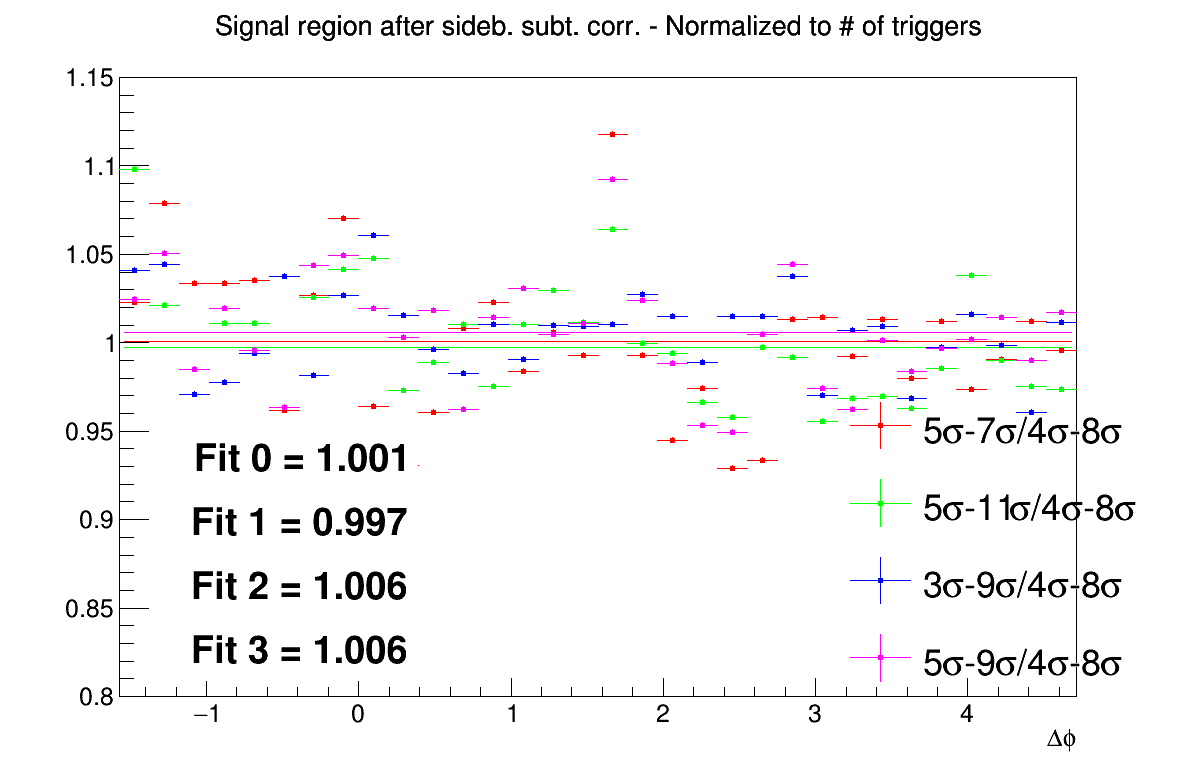 Signal region after sideb. subt. corr. - Normalized to # of triggers
1.15
1.1
1.05
1
0.95
0.9
0.85
0.8
Fit 0 = 1.001
Fit 1 = 0.997
Fit 2 = 1.006
Fit 3 = 1.006
5σ-7σ/4σ-8σ
5σ-11σ/4σ-8σ
3σ-9σ/4σ-8σ
5σ-9σ/4σ-8σ
−1 0 1 2 3 4
Δϕ